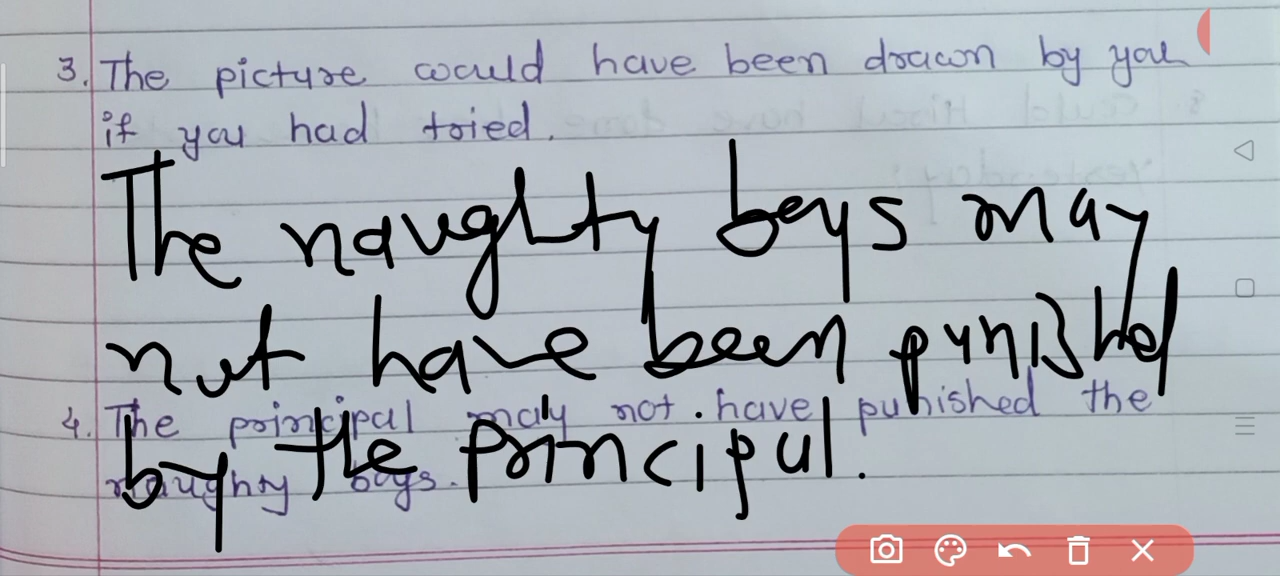 3. The picture would have been drawn by you
if you had tried.
The naughty boys may
not have been punished
4. The principal may not have punished the
by the principal.
naughty boys.